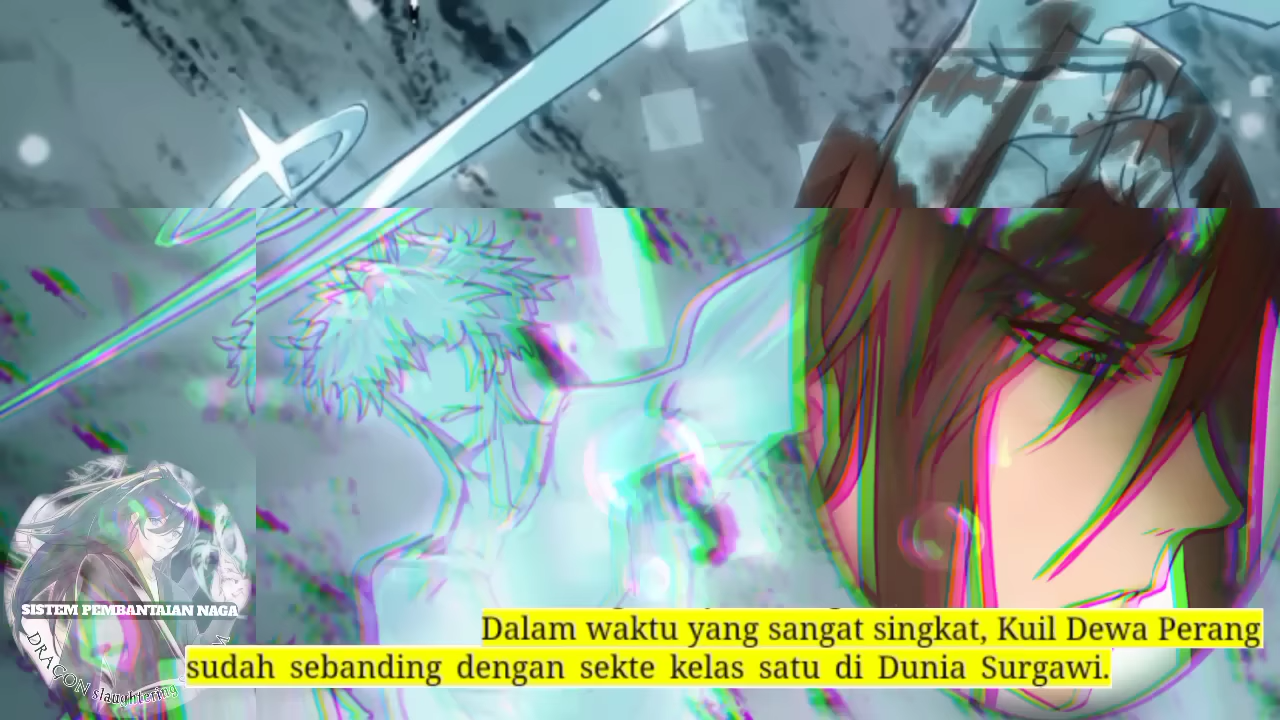 SISTEM PEMBANTAIAN NAGA
DRAGON slaughtering
Dalam waktu yang sangat singkat, Kuil Dewa Perang
sudah sebanding dengan sekte kelas satu di Dunia Surgawi.